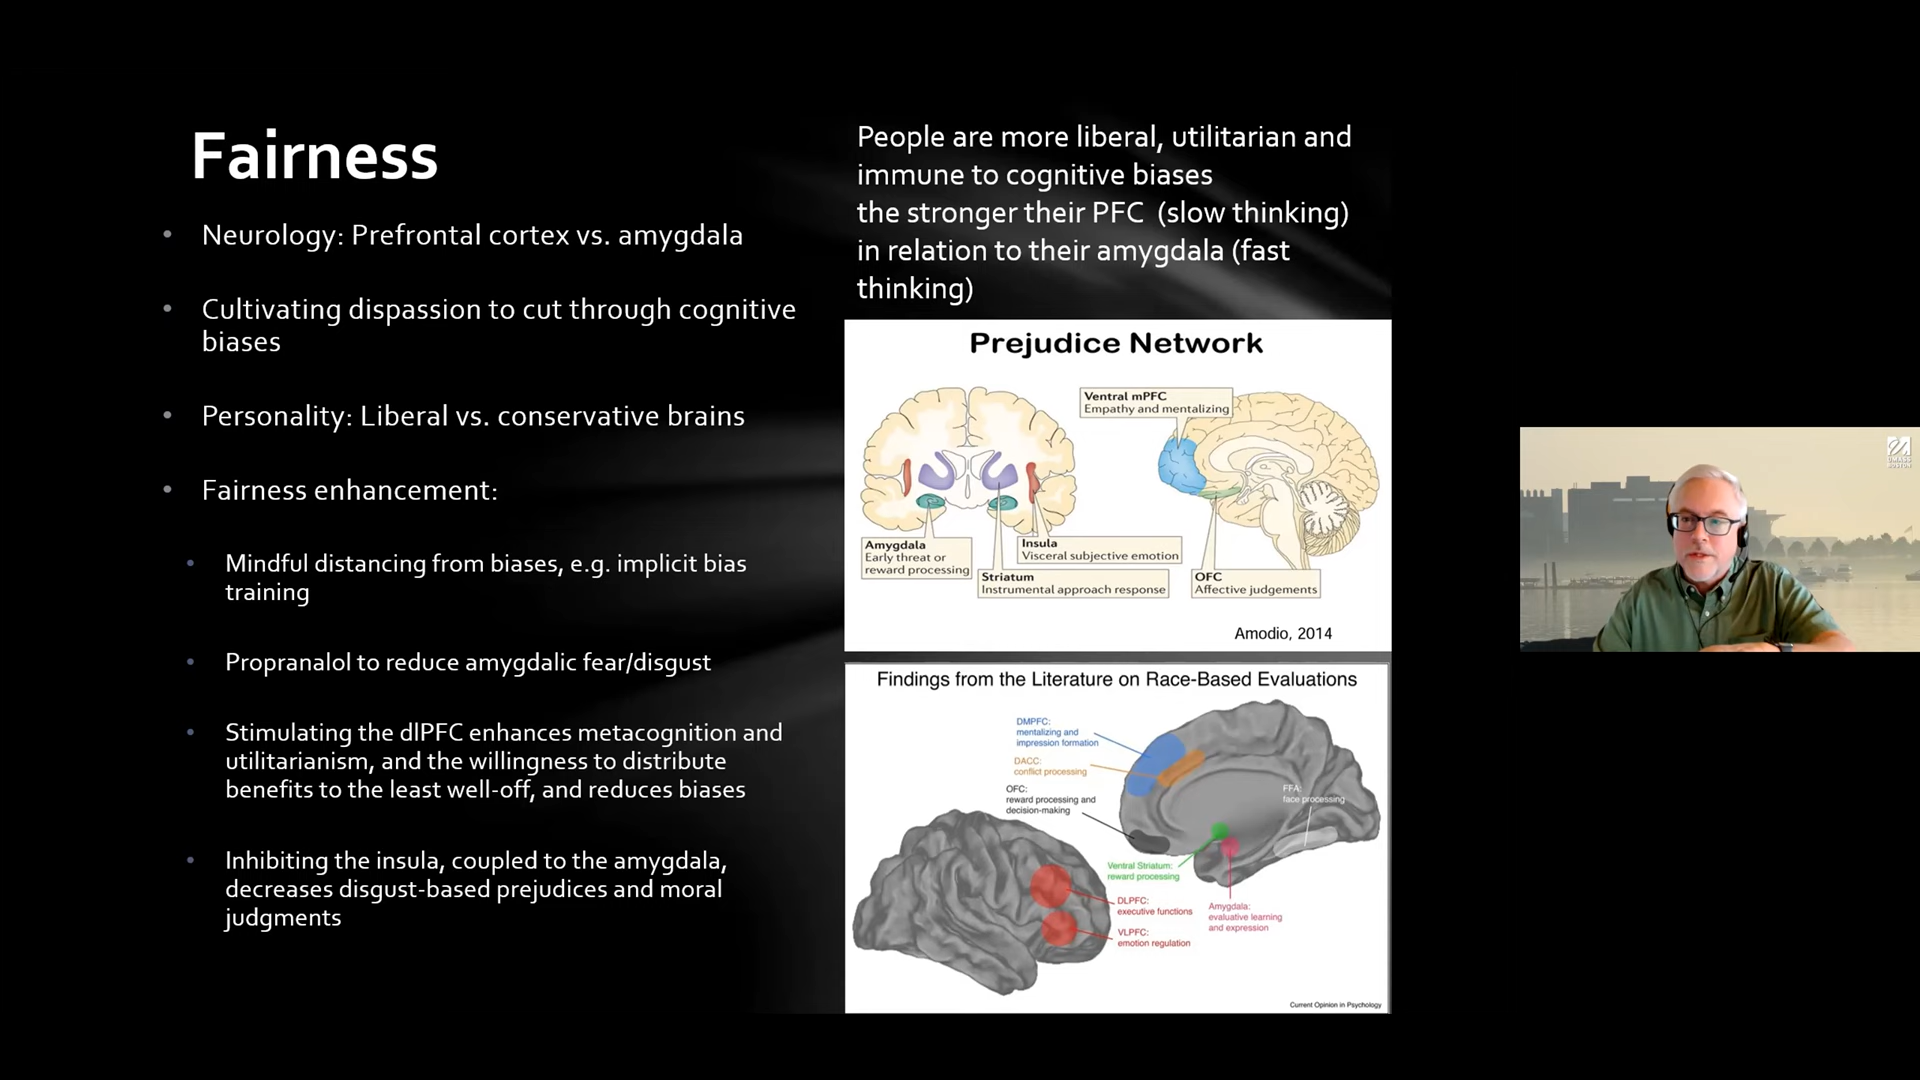 Fairness
Neurology: Prefrontal cortex vs. amygdala
Cultivating dispassion to cut through cognitive
biases
Personality: Liberal vs. conservative brains
Fairness enhancement:
Mindful distancing from biases, e.g. implicit bias
training
Propranalol to reduce amygdalic fear/disgust
Stimulating the dlPFC enhances metacognition and
utilitarianism, and the willingness to distribute
benefits to the least well-off, and reduces biases
Inhibiting the insula, coupled to the amygdala,
decreases disgust-based prejudices and moral
judgments
People are more liberal, utilitarian and
immune to cognitive biases
the stronger their PFC (slow thinking)
in relation to their amygdala (fast
thinking)
Prejudice Network
Ventral mPFC
Empathy and mentalizing
Amygdala
Early threat or
reward processing
Insula
Visceral subjective emotion
Striatum
Instrumental approach response
OFC
Affective judgements
Amodio, 2014
Findings from the Literature on Race-Based Evaluations
DMPFC:
mentalizing and
impression formation
DACC:
conflict processing
OFC:
reward processing and
decision-making
FFA:
face processing
Ventral Striatum:
reward processing
DLPFC:
executive functions
VLPFC:
emotion regulation
Amygdala:
evaluative learning
and expression
Current Opinion in Psychology
UMASS
BOSTON